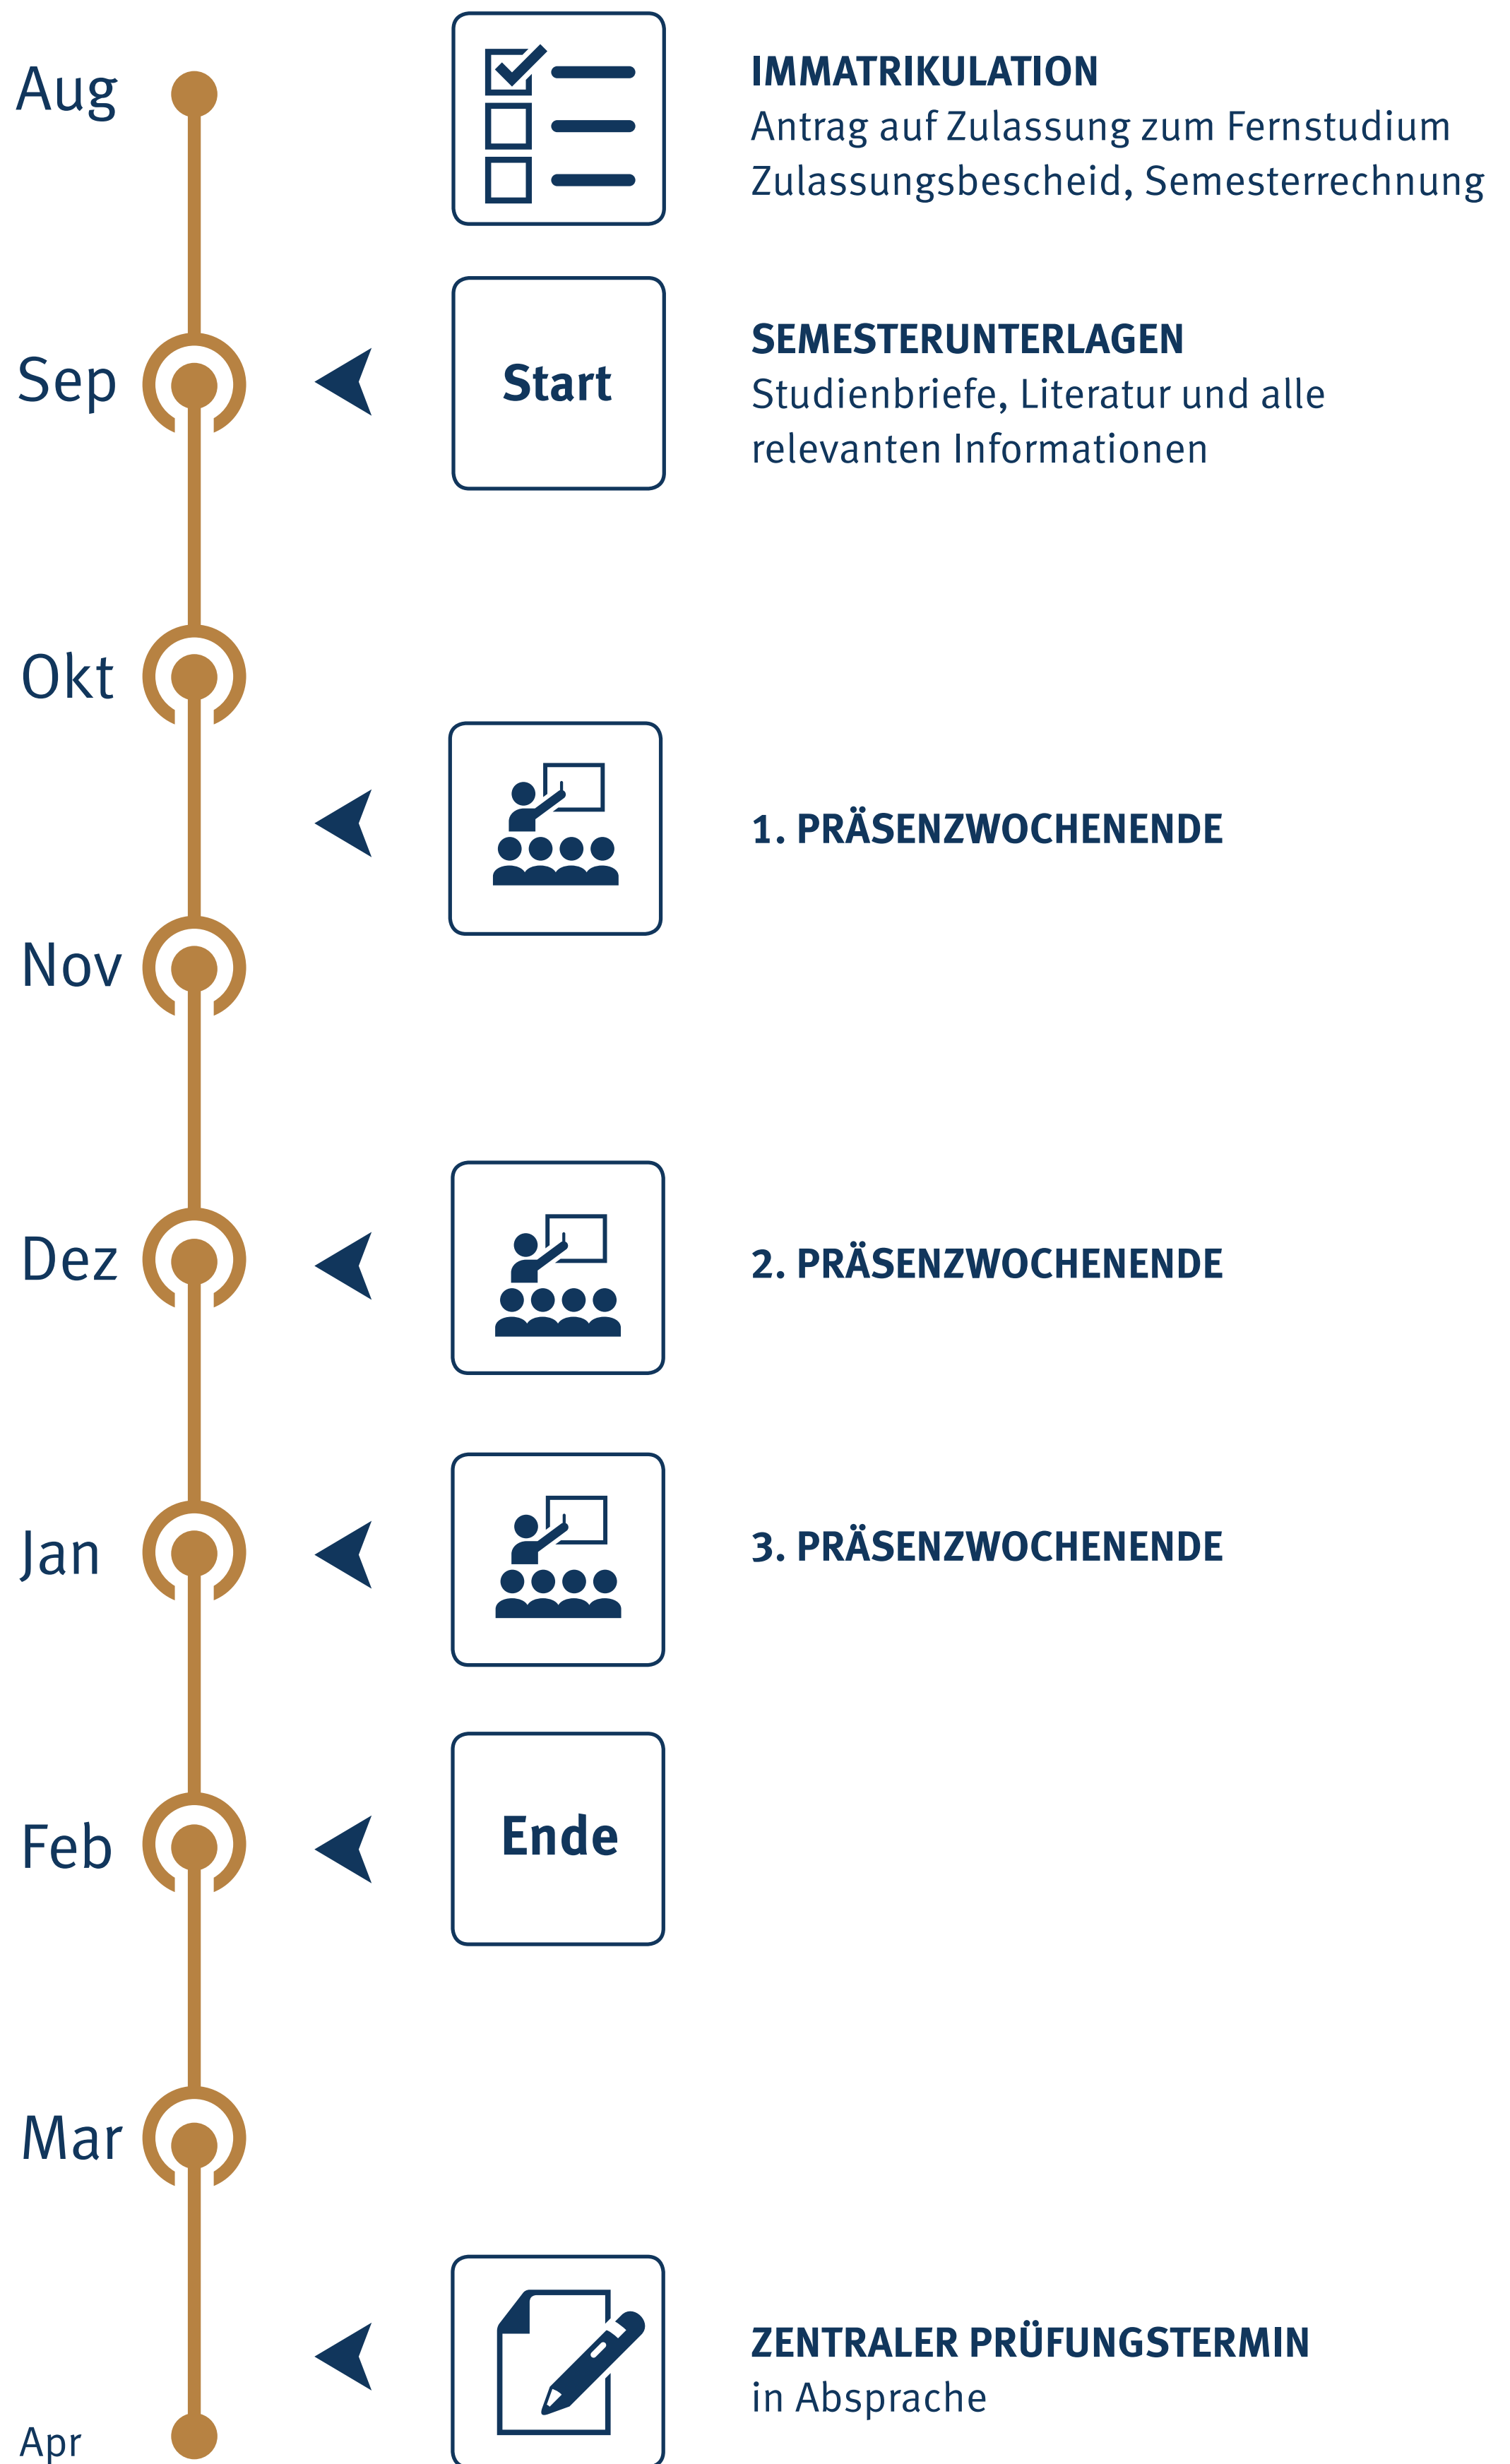 Aug
IMMATRIKULATION
Antrag auf Zulassung zum Fernstudium
Zulassungsbescheid, Semesterrechnung
Sep
Start
SEMESTERUNTERLAGEN
Studienbriefe, Literatur und alle
relevanten Informationen
Okt
1. PRÄSENZWOCHENENDE
Nov
Dez
2. PRÄSENZWOCHENENDE
Jan
3. PRÄSENZWOCHENENDE
Feb
Ende
Mar
ZENTRALER PRÜFUNGSTERMIN
in Absprache
Apr